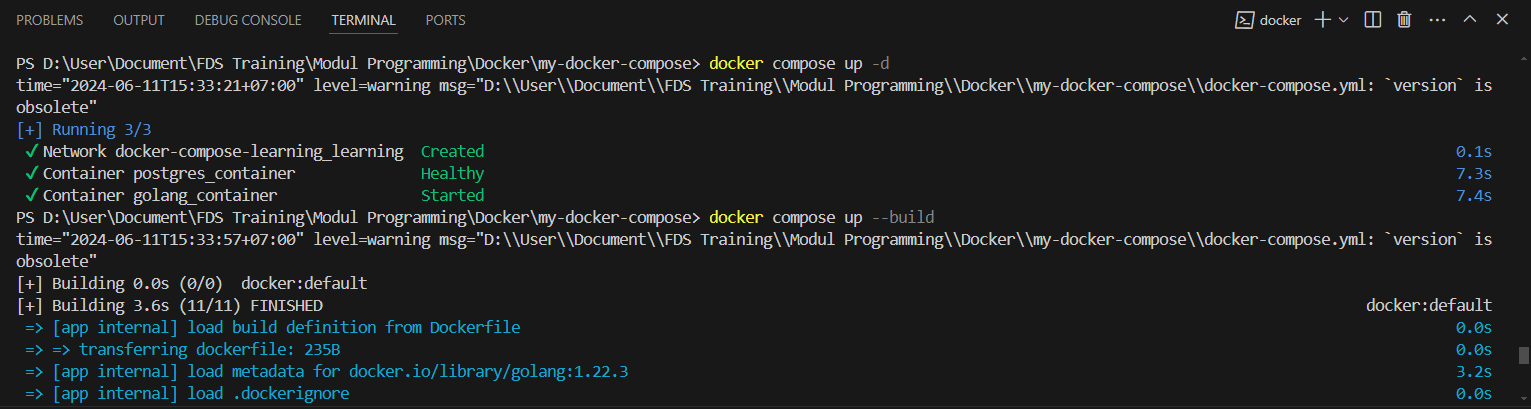 PROBLEMS OUTPUT DEBUG CONSOLE TERMINAL PORTS docker
PS D:\User\Document\FDS Training\Modul Programming\Docker\my-docker-compose> docker compose up -d
time="2024-06-11T15:33:21+07:00" level=warning msg="D:\\User\\Document\\FDS Training\\Modul Programming\\Docker\\my-docker-compose\\docker-compose.yml: `version` is
obsolete"
[+] Running 3/3
✓ Network docker-compose-learning_learning Created 0.1s
✓ Container postgres_container Healthy 7.3s
✓ Container golang_container Started 7.4s
PS D:\User\Document\FDS Training\Modul Programming\Docker\my-docker-compose> docker compose up --build
time="2024-06-11T15:33:57+07:00" level=warning msg="D:\\User\\Document\\FDS Training\\Modul Programming\\Docker\\my-docker-compose\\docker-compose.yml: `version` is
obsolete"
[+] Building 0.0s (0/0) docker:default
[+] Building 3.6s (11/11) FINISHED docker:default
=> [app internal] load build definition from Dockerfile 0.0s
=> => transferring dockerfile: 235B 0.0s
=> [app internal] load metadata for docker.io/library/golang:1.22.3 3.2s
=> [app internal] load .dockerignore 0.0s